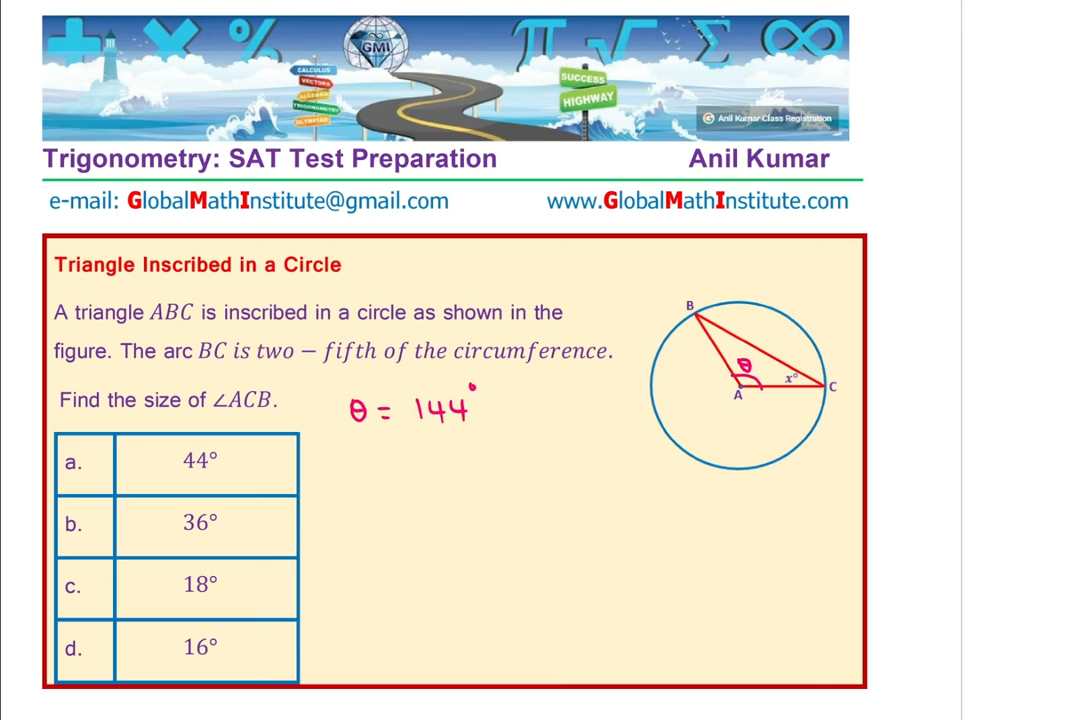 GMI
CALCULUS
VECTORS
ALGEBRA
TRIGONOMETRY
OLYMPIAD
SUCCESS
HIGHWAY
Anil Kumar Class Registration
Trigonometry: SAT Test Preparation Anil Kumar
e-mail: GlobalMathInstitute@gmail.com www.GlobalMathInstitute.com
Triangle Inscribed in a Circle
A triangle ABC is inscribed in a circle as shown in the
figure. The arc BC is two − fifth of the circumference.
Find the size of ∠ACB.
θ = 144°
B
θ
x°
A
C
a. 44°
b. 36°
c. 18°
d. 16°